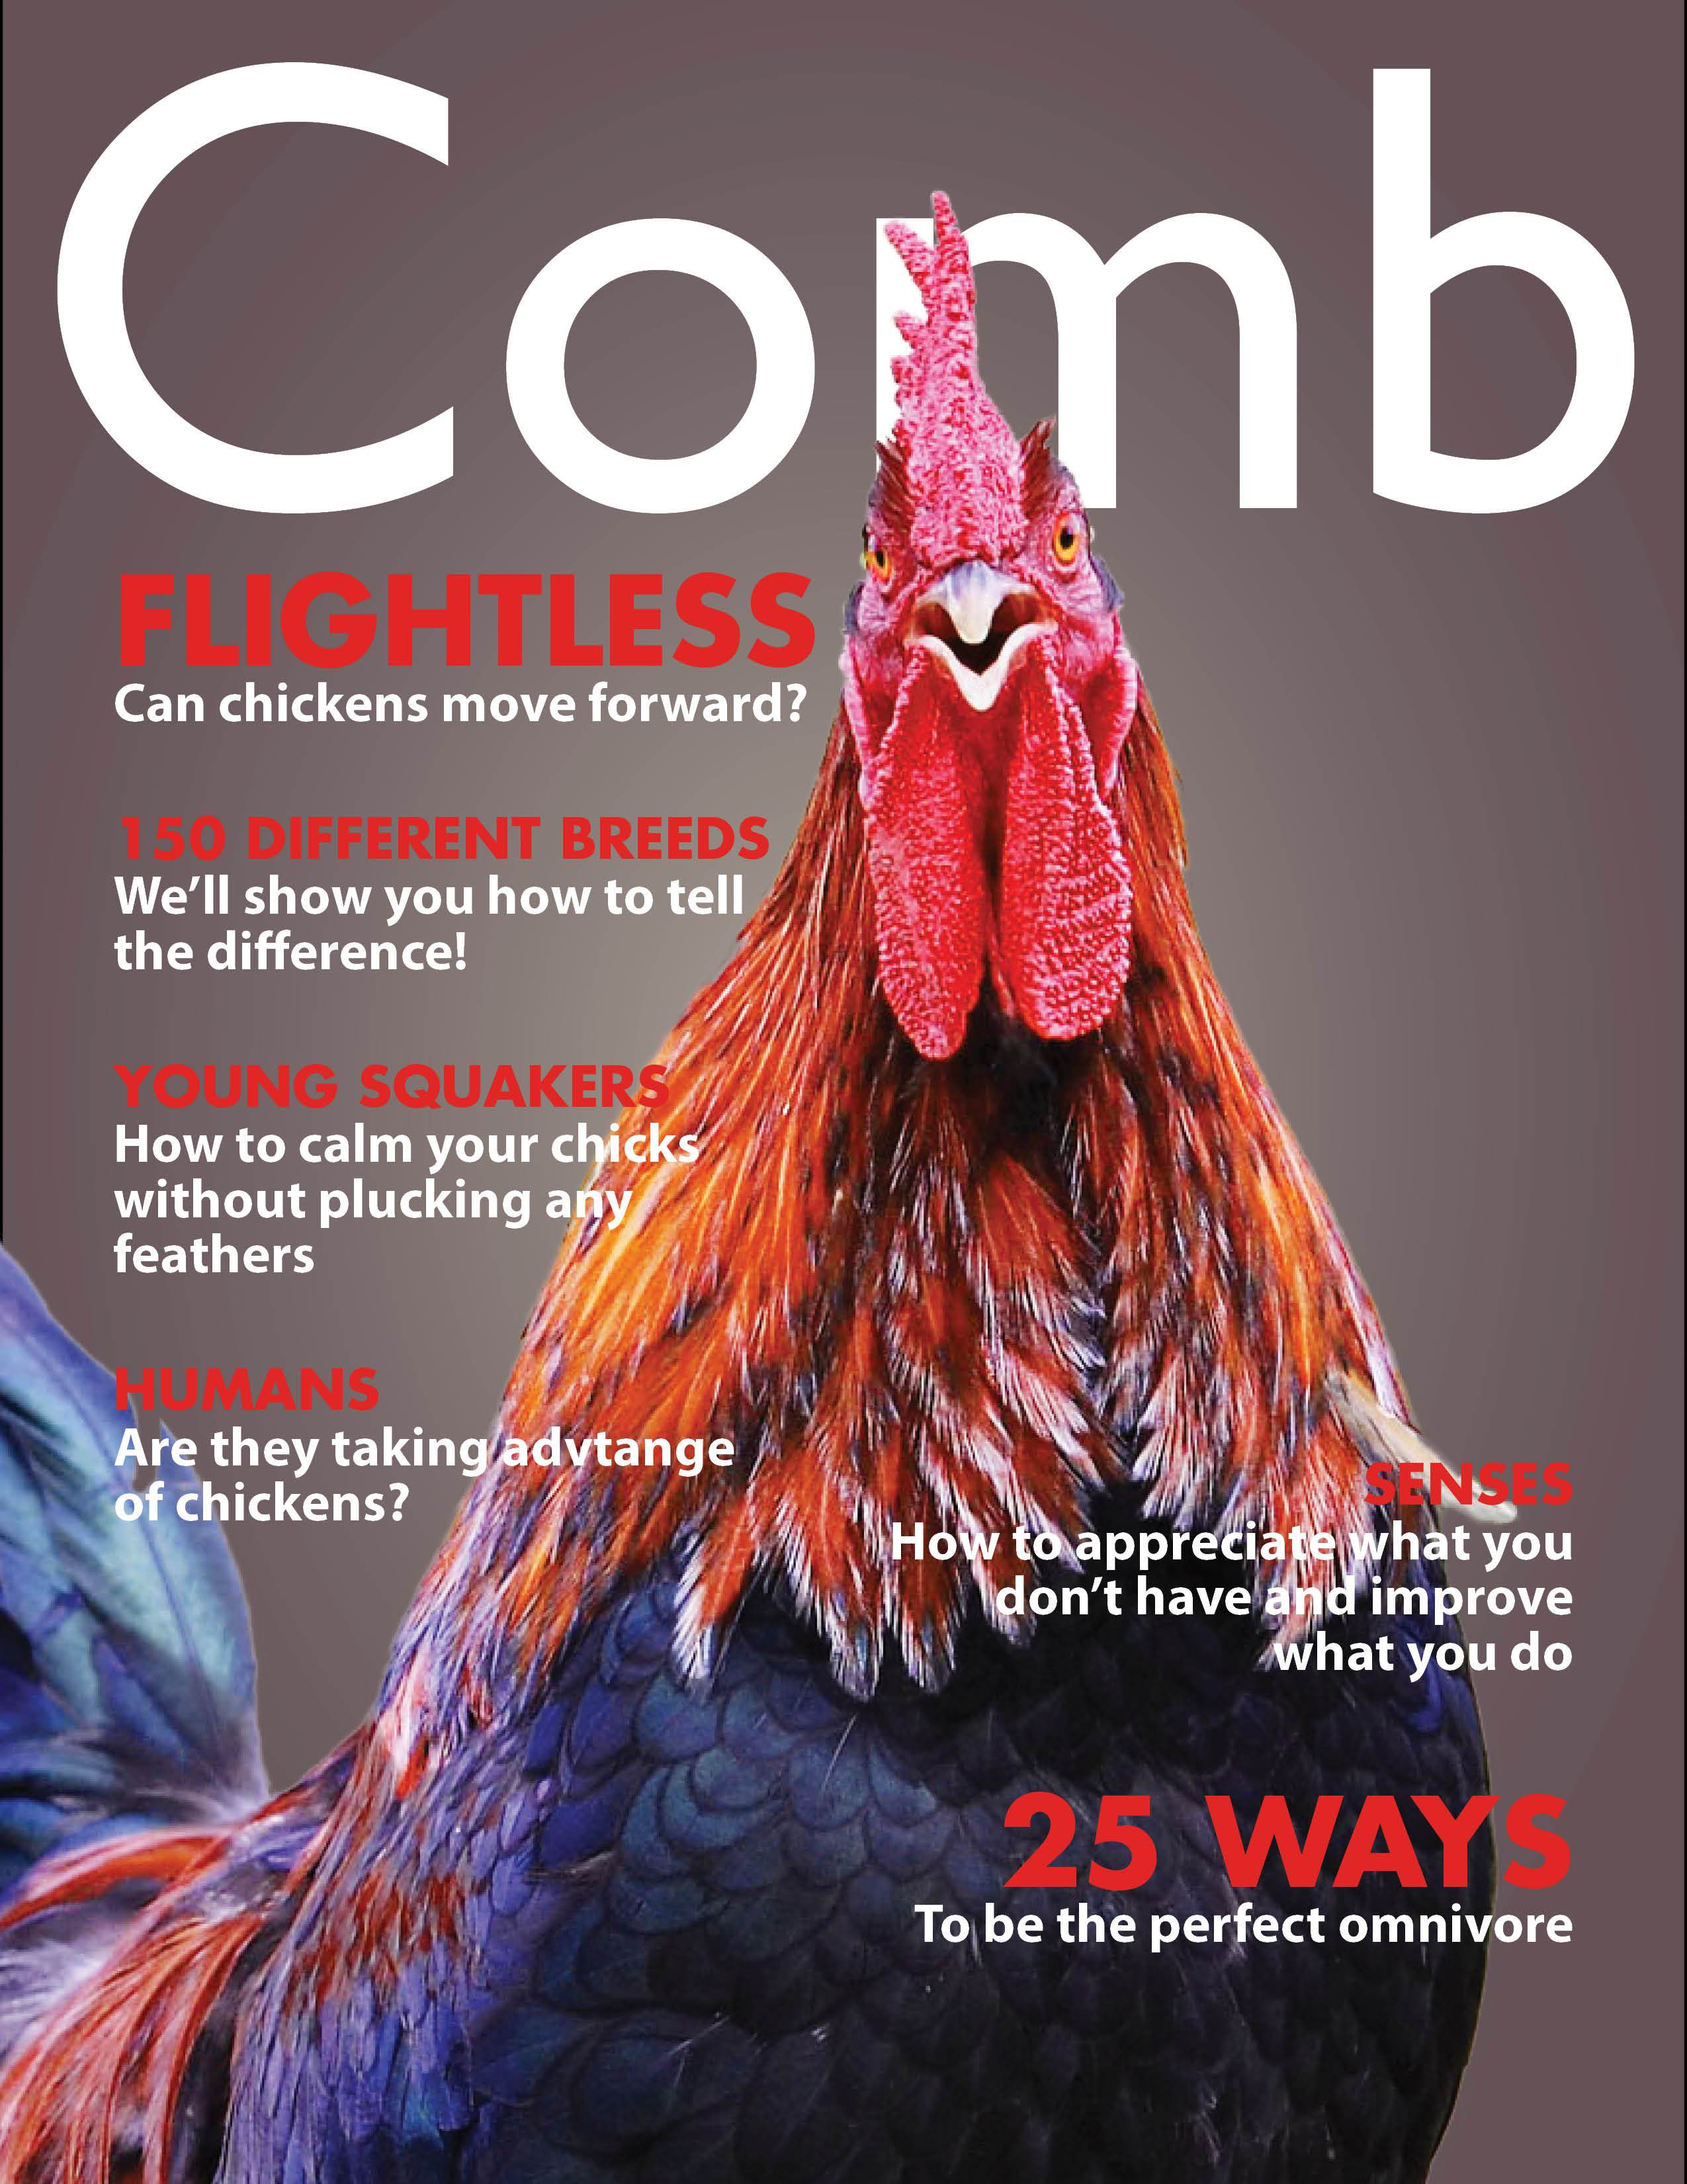 Comb
FLIGHTLESS
Can chickens move forward?
150 DIFFERENT BREEDS
We'll show you how to tell
the difference!
YOUNG SQUAKERS
How to calm your chicks
without plucking any
feathers
HUMANS
Are they taking advtange
of chickens?
SENSES
How to appreciate what you
don't have and improve
what you do
25 WAYS
To be the perfect omnivore